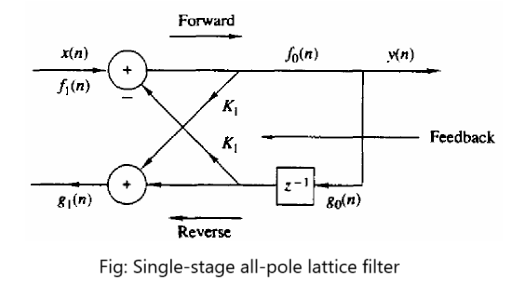 Forward
x(n)
f₀(n)
y(n)
+
f₁(n)
−
K₁
K₁
Feedback
+
z⁻¹
g₁(n)
g₀(n)
Reverse
Fig: Single-stage all-pole lattice filter